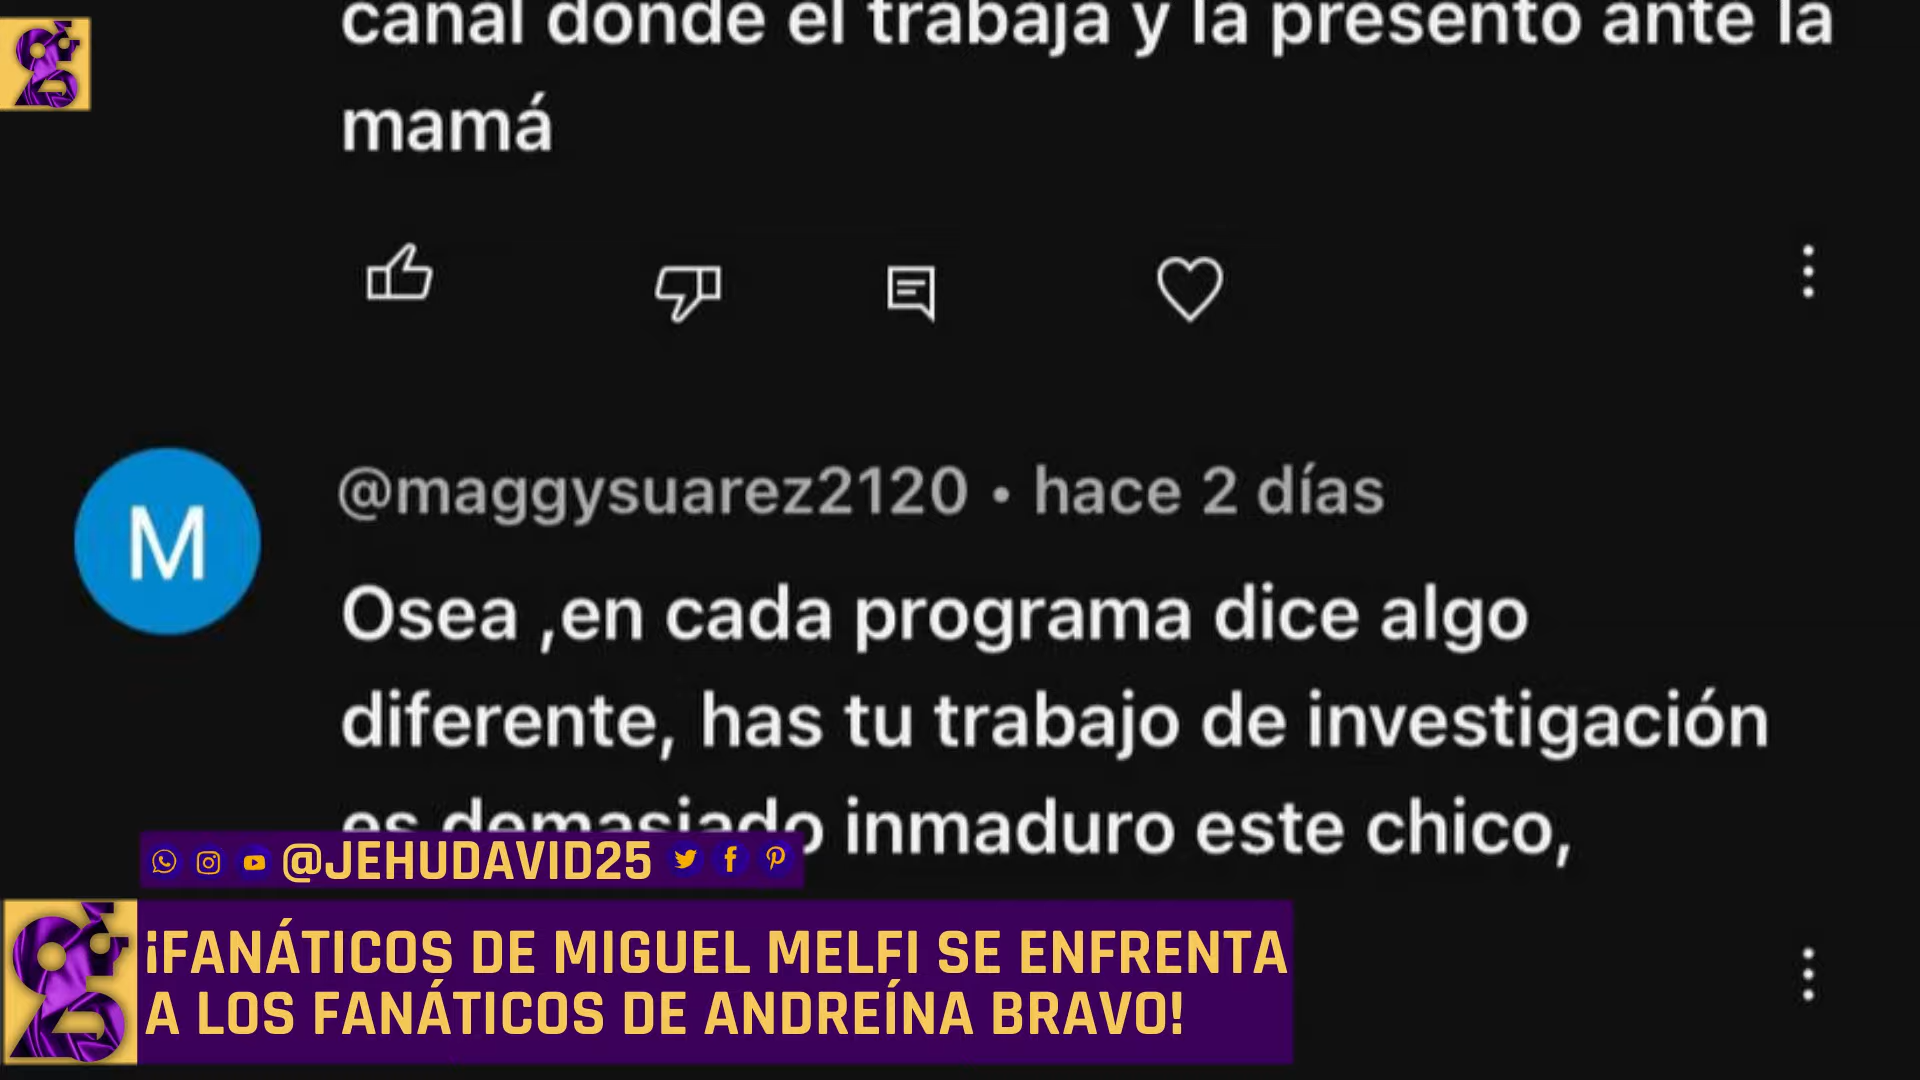 canal donde el trabaja y la presento ante la
mamá
M
@maggysuarez2120 • hace 2 días
Osea ,en cada programa dice algo
diferente, has tu trabajo de investigación
es demasiado inmaduro este chico,
@JEHUDAVID25
¡FANÁTICOS DE MIGUEL MELFI SE ENFRENTA
A LOS FANÁTICOS DE ANDREÍNA BRAVO!